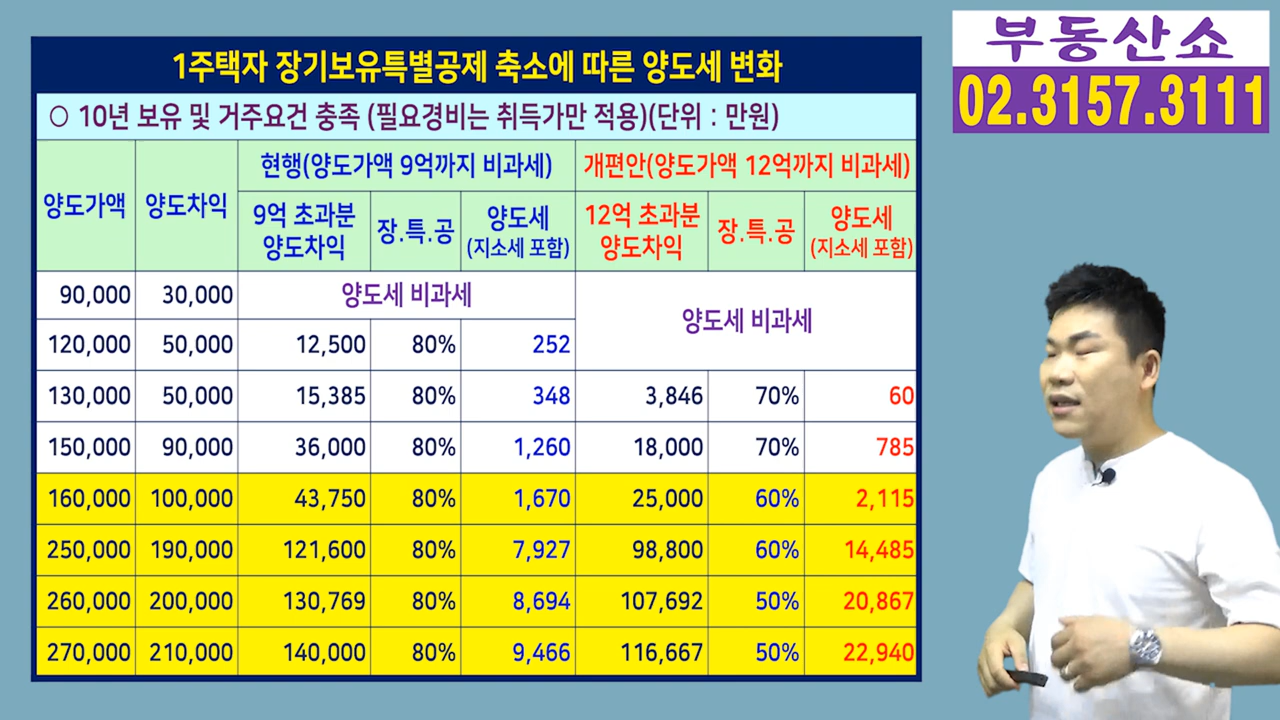 부동산쇼
02.3157.3111
1주택자 장기보유특별공제 축소에 따른 양도세 변화
○ 10년 보유 및 거주요건 충족 (필요경비는 취득가만 적용)(단위 : 만원)
양도가액 양도차익 현행(양도가액 9억까지 비과세) 개편안(양도가액 12억까지 비과세)
9억 초과분 양도차익 장.특.공 양도세 (지소세 포함) 12억 초과분 양도차익 장.특.공 양도세 (지소세 포함)
90,000 30,000 양도세 비과세 양도세 비과세
120,000 50,000 12,500 80% 252
130,000 50,000 15,385 80% 348 3,846 70% 60
150,000 90,000 36,000 80% 1,260 18,000 70% 785
160,000 100,000 43,750 80% 1,670 25,000 60% 2,115
250,000 190,000 121,600 80% 7,927 98,800 60% 14,485
260,000 200,000 130,769 80% 8,694 107,692 50% 20,867
270,000 210,000 140,000 80% 9,466 116,667 50% 22,940